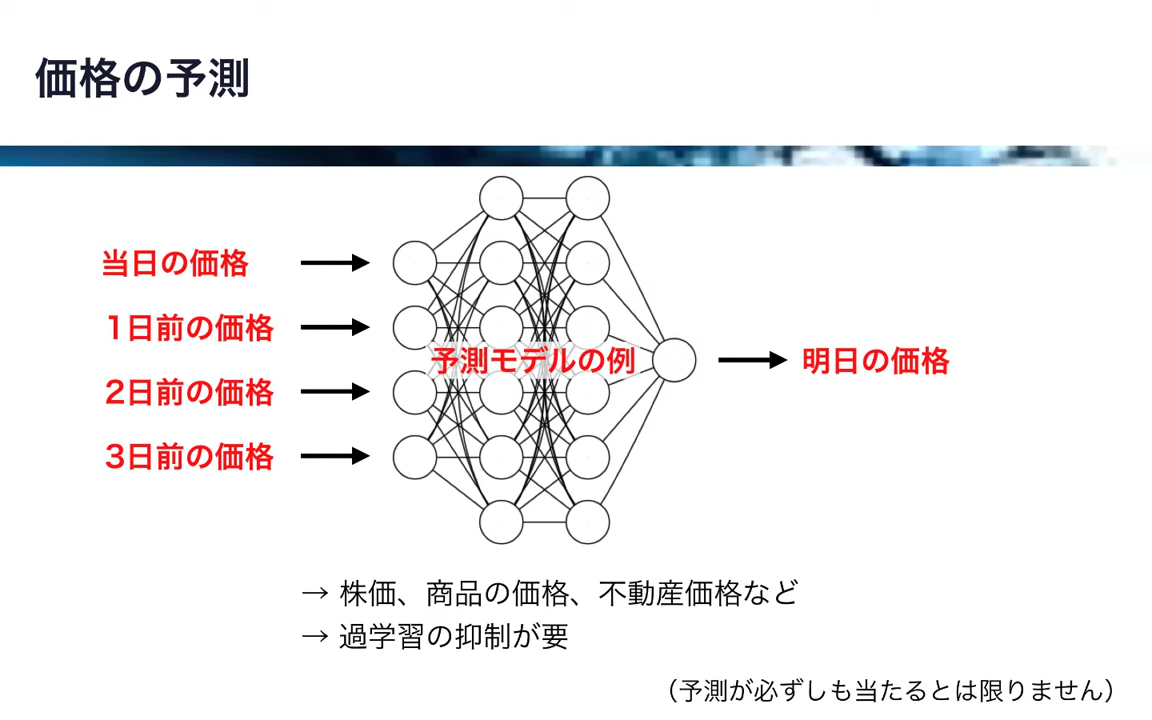 価格の予測
当日の価格
1日前の価格
予測モデルの例
明日の価格
2日前の価格
3日前の価格
→ 株価、商品の価格、不動産価格など
→ 過学習の抑制が要
（予測が必ずしも当たるとは限りません）